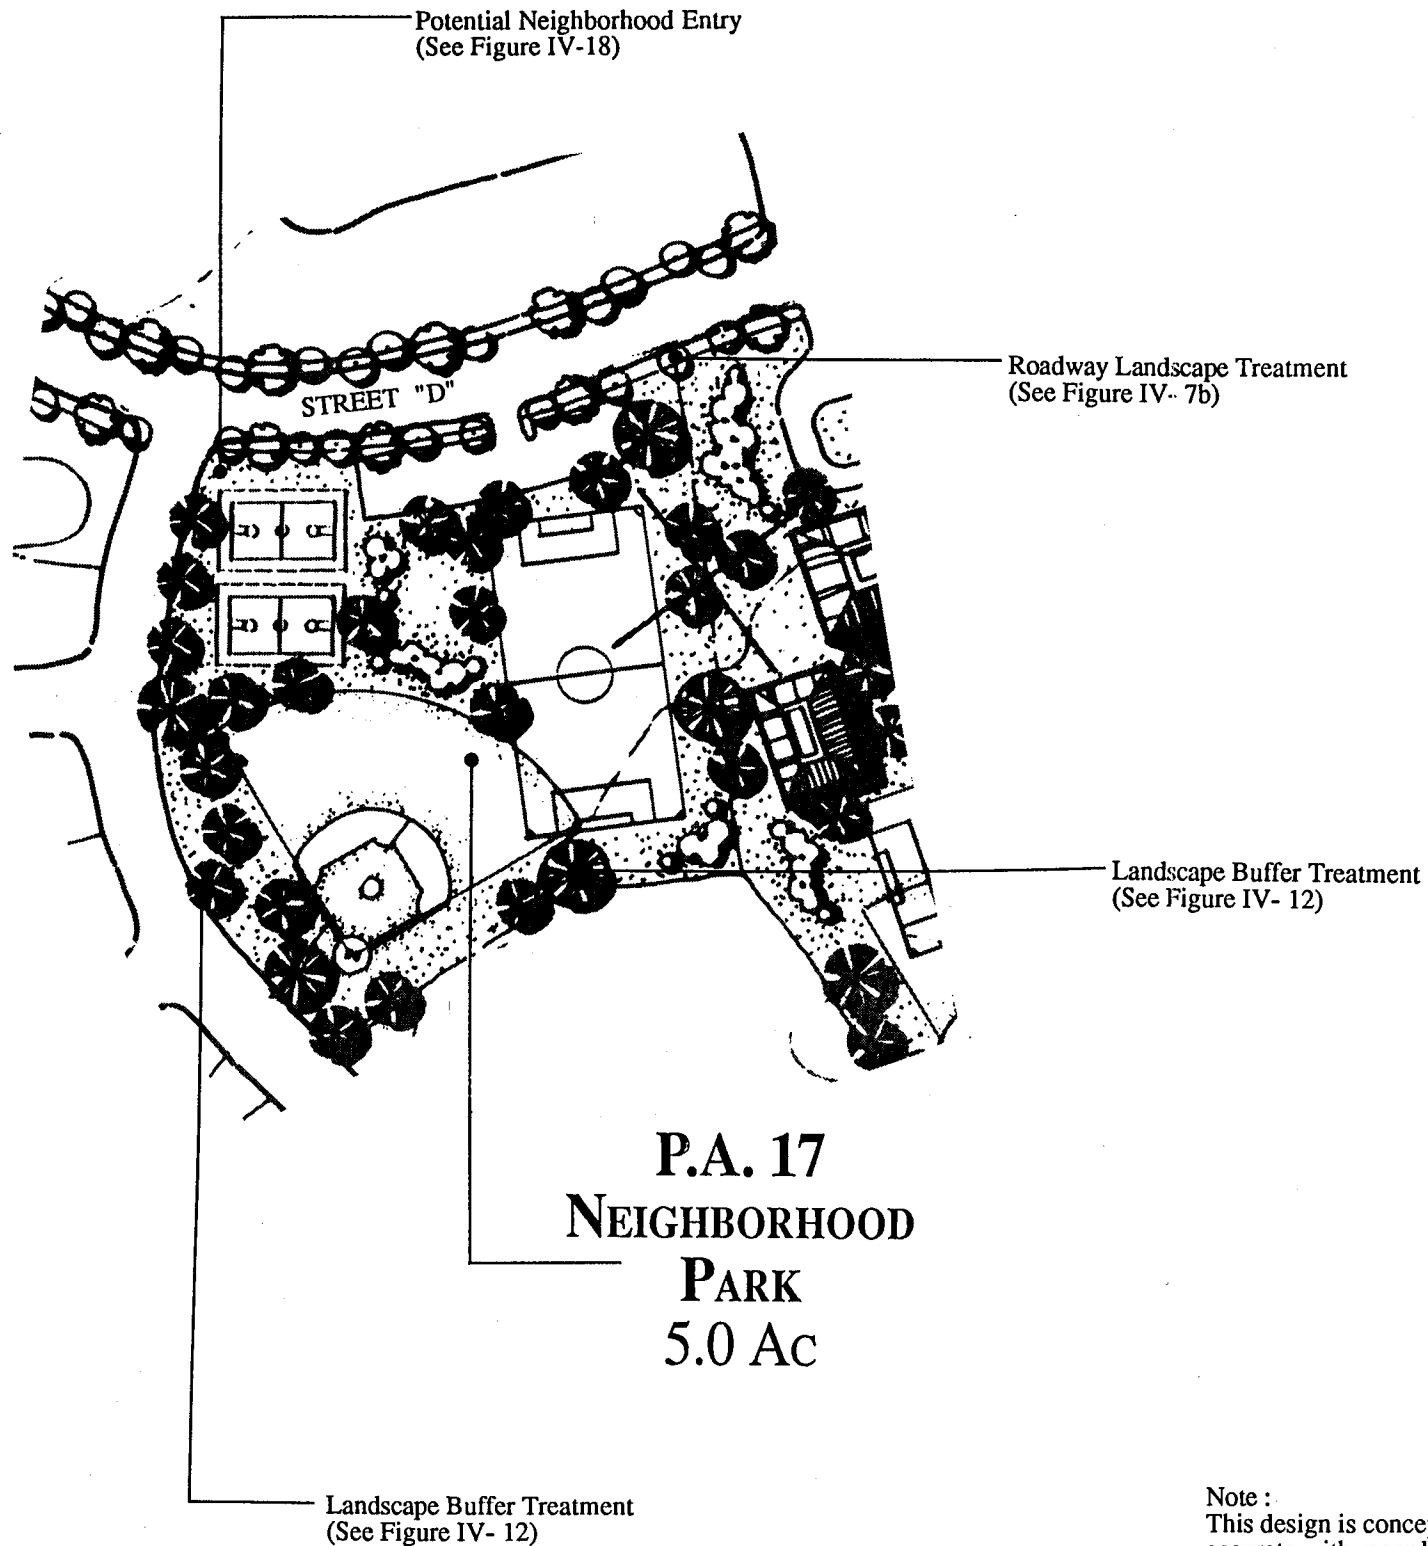 Potential Neighborhood Entry
(See Figure IV-18)
STREET "D"
Roadway Landscape Treatment
(See Figure IV- 7b)
Landscape Buffer Treatment
(See Figure IV- 12)
P.A. 17
NEIGHBORHOOD
PARK
5.0 AC
Landscape Buffer Treatment
(See Figure IV- 12)
Note :
This design is